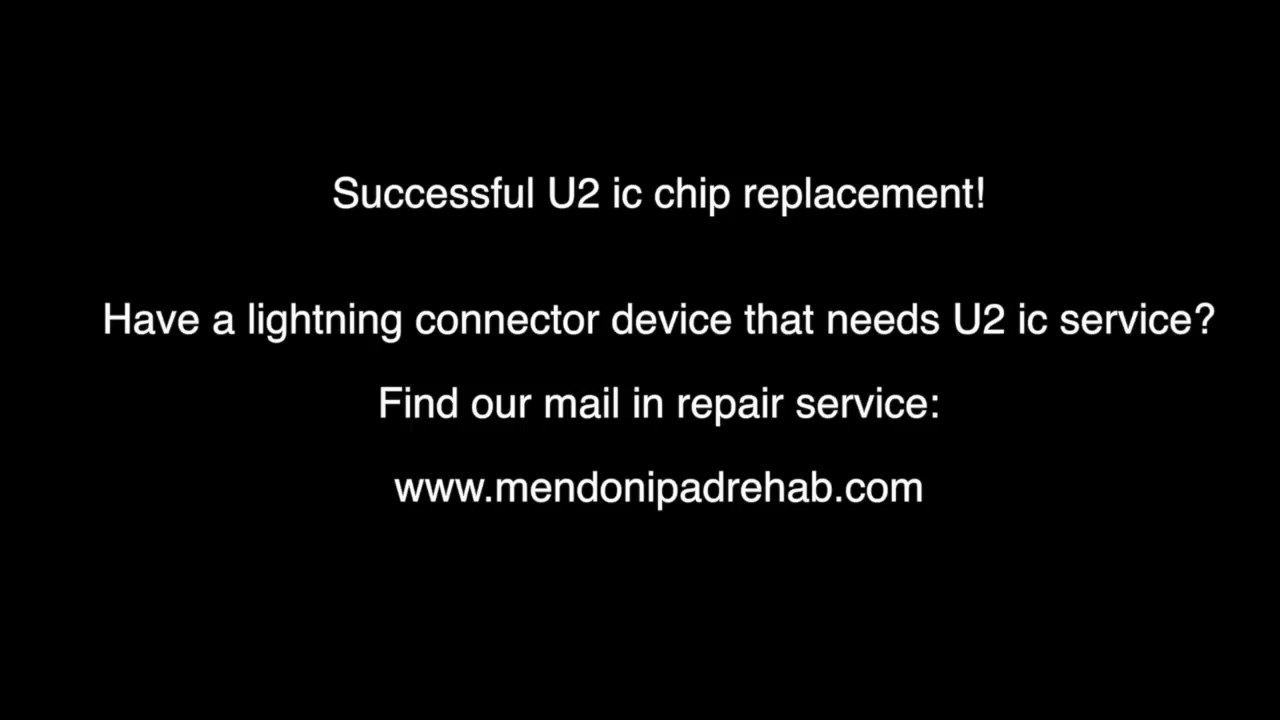 Successful U2 ic chip replacement!
Have a lightning connector device that needs U2 ic service?
Find our mail in repair service:
www.mendonipadrehab.com